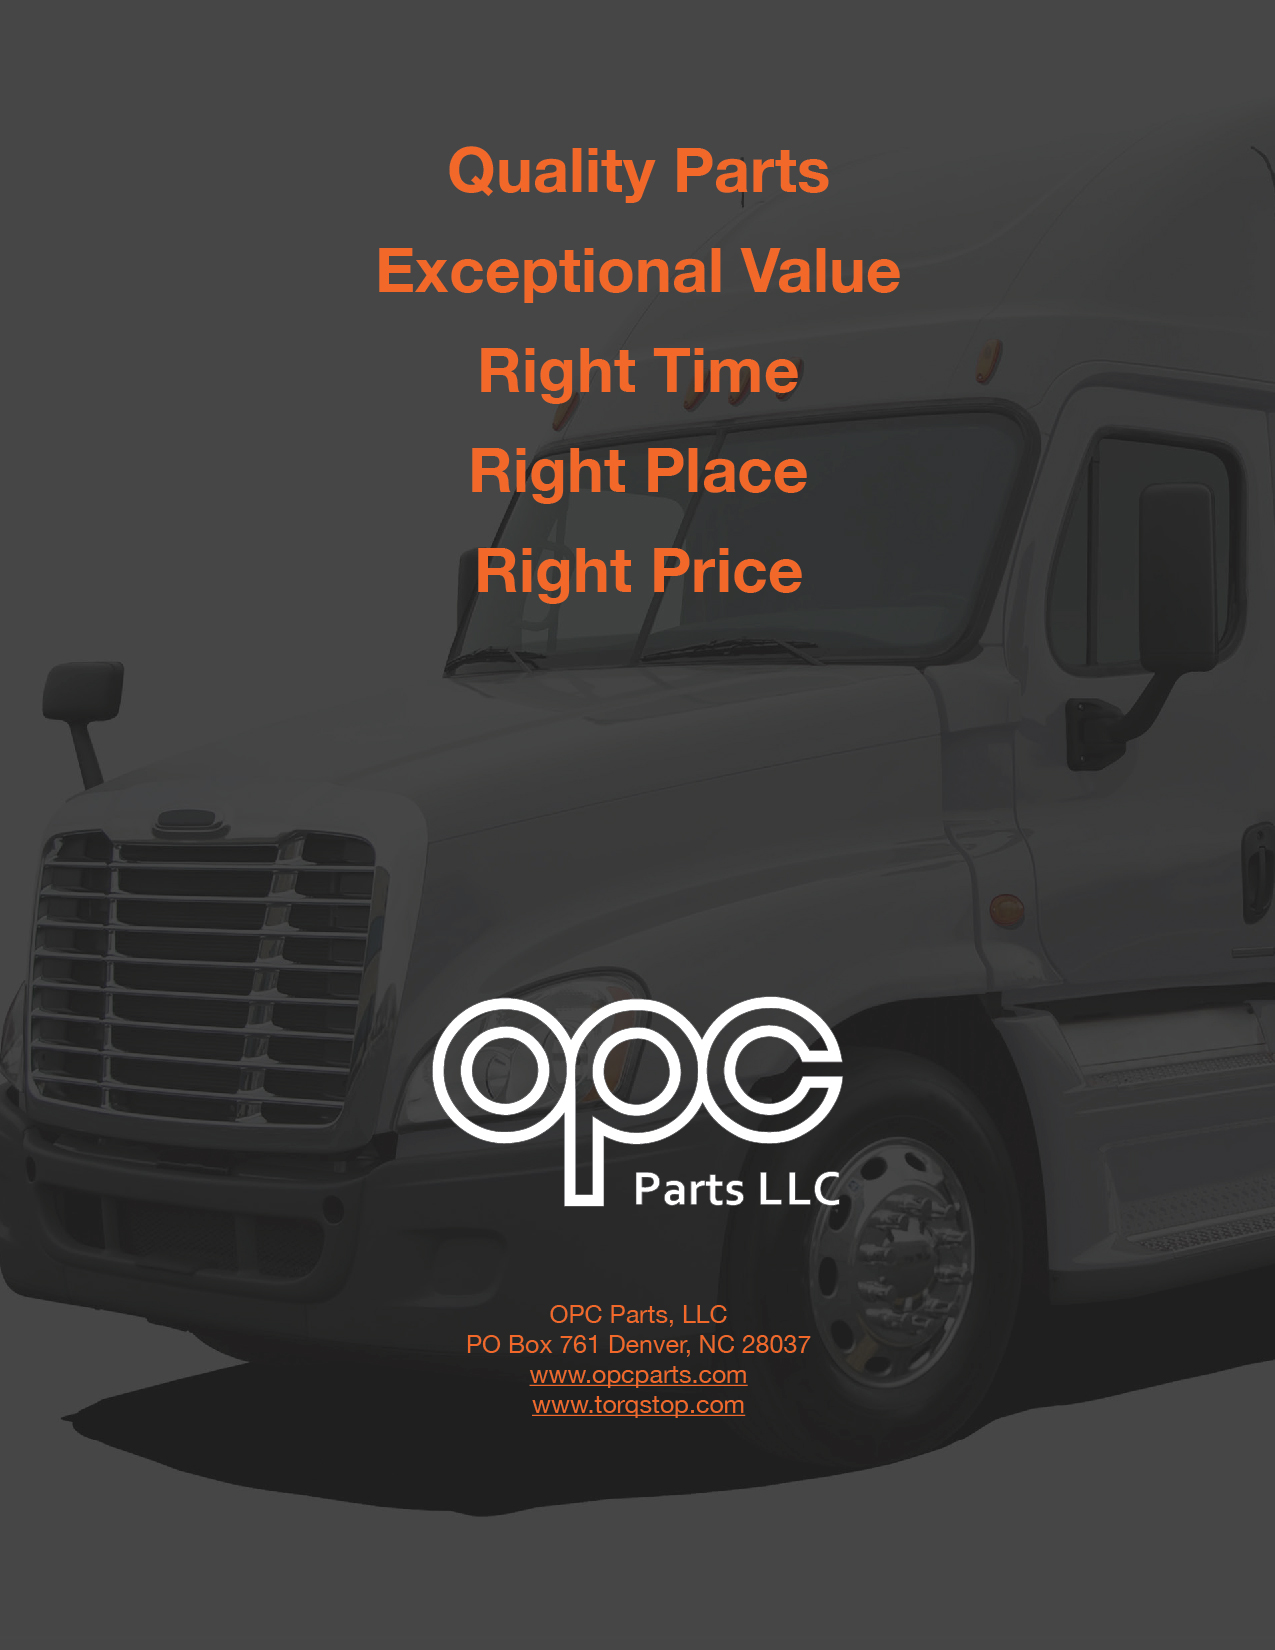 Quality Parts
Exceptional Value
Right Time
Right Place
Right Price
opc
Parts LLC
OPC Parts, LLC
PO Box 761 Denver, NC 28037
www.opcparts.com
www.torqstop.com